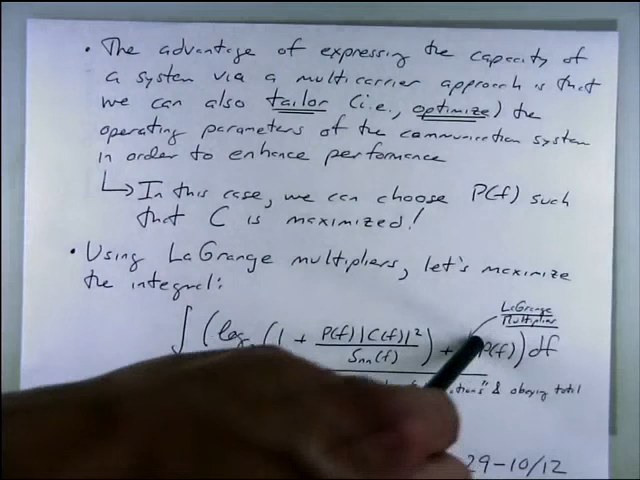 • The advantage of expressing the capacity of
a system via a multicarrier approach is that
we can also tailor (i.e., optimize) the
operating parameters of the communication system
in order to enhance performance
↳ In this case, we can choose P(f) such
that C is maximized!
• Using LaGrange multipliers, let's maximize
the integral:
LaGrange
Multiplier
∫ (log (1 + P(f)|C(f)|² / Snn(f)) + P(f)) df
" & obeying total
29-10/12